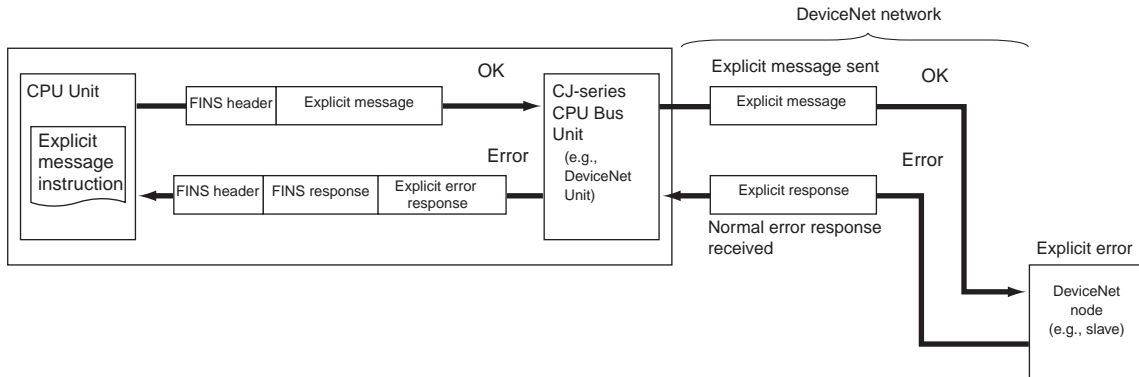 DeviceNet network
CPU Unit
Explicit
message
instruction
FINS header
Explicit message
OK
Error
FINS header
FINS response
Explicit error
response
CJ-series
CPU Bus
Unit
(e.g.,
DeviceNet
Unit)
Explicit message sent
Explicit message
OK
Error
Explicit response
Normal error response
received
Explicit error
DeviceNet
node
(e.g., slave)